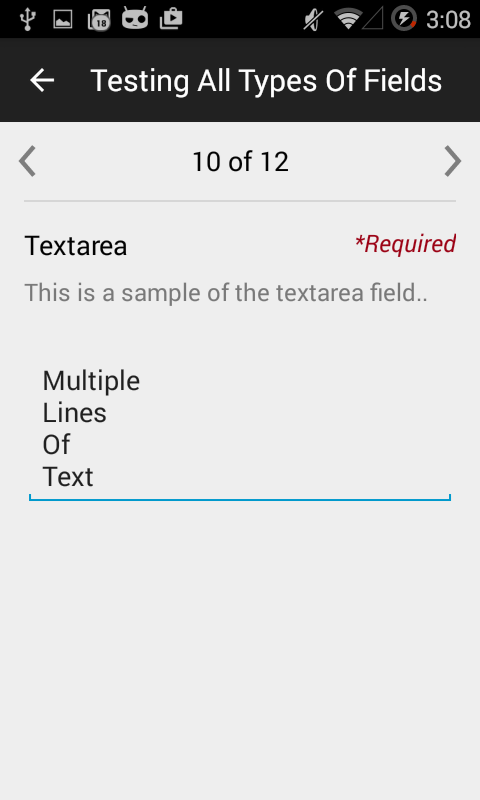 18
3:08
Testing All Types Of Fields
10 of 12
Textarea
*Required
This is a sample of the textarea field..
Multiple
Lines
Of
Text